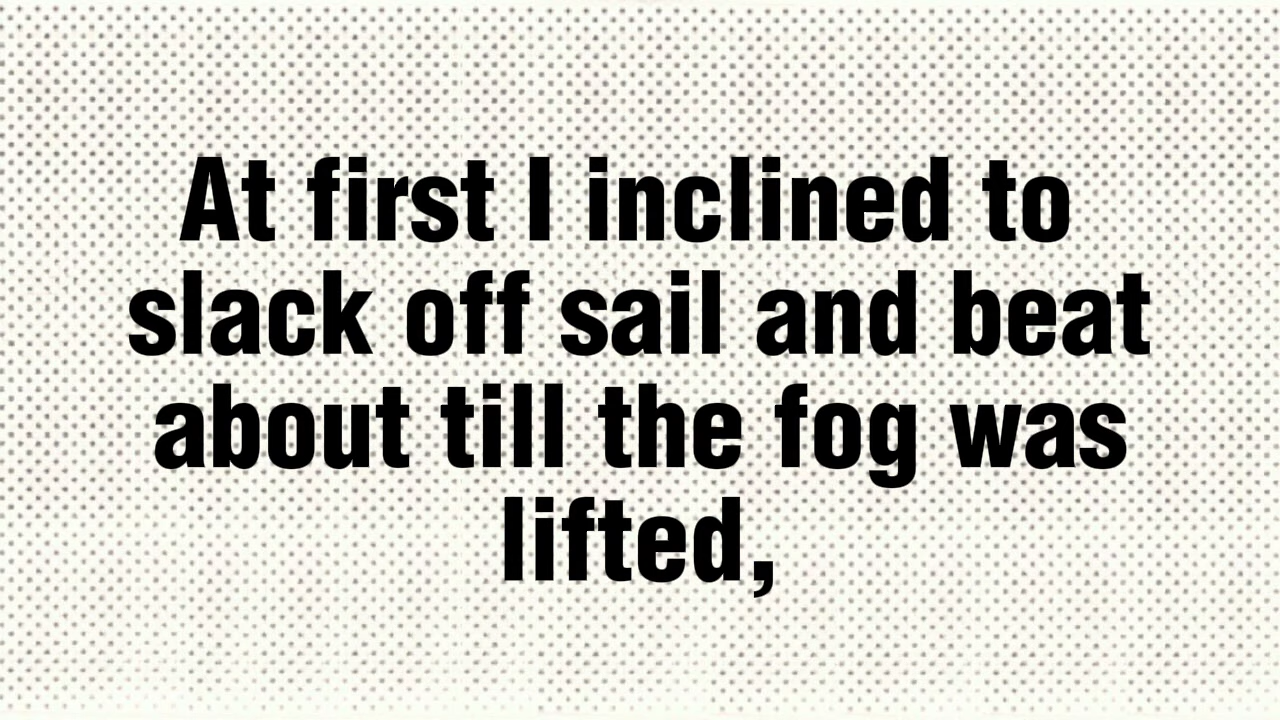 At first I inclined to
slack off sail and beat
about till the fog was
lifted,